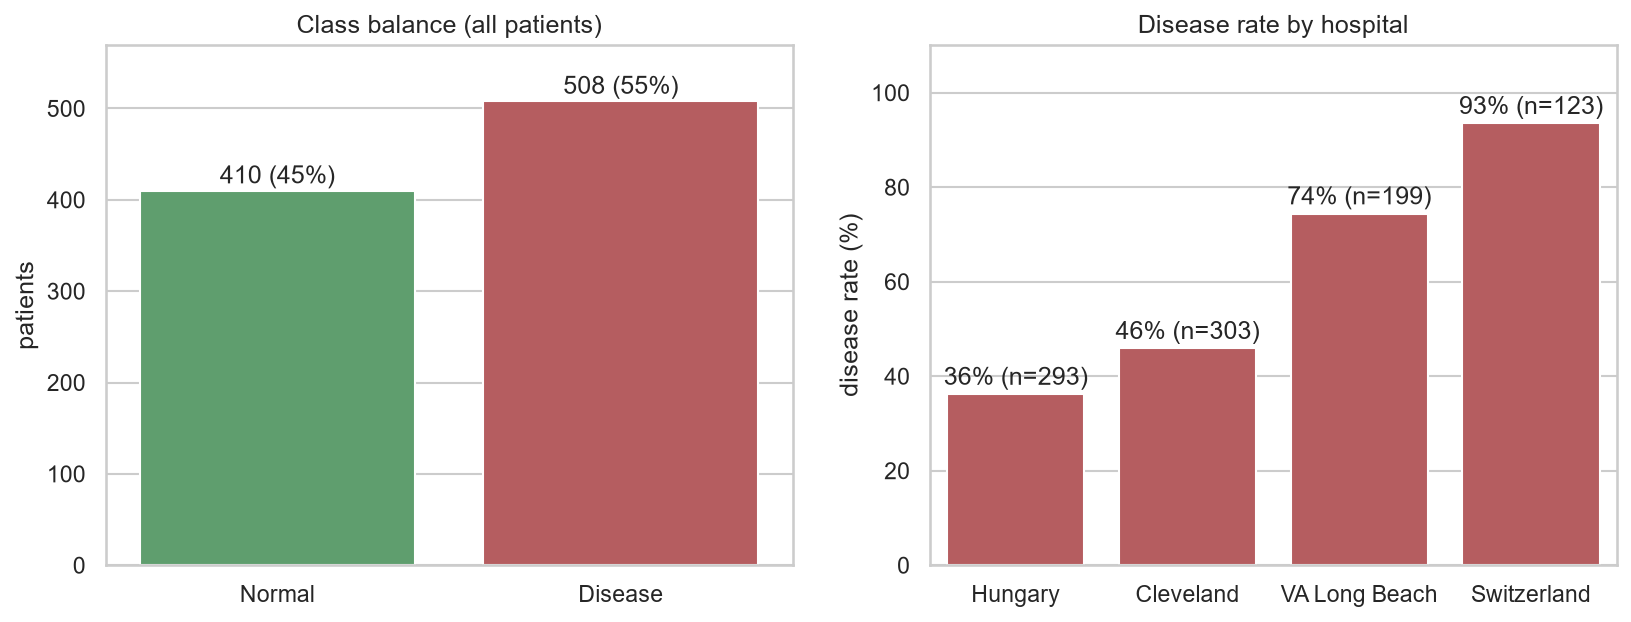 Class balance (all patients)
508 (55%)
410 (45%)
500
400
300
200
100
0
patients
Normal
Disease
Disease rate by hospital
93% (n=123)
74% (n=199)
46% (n=303)
36% (n=293)
100
80
60
40
20
0
disease rate (%)
Hungary
Cleveland
VA Long Beach
Switzerland